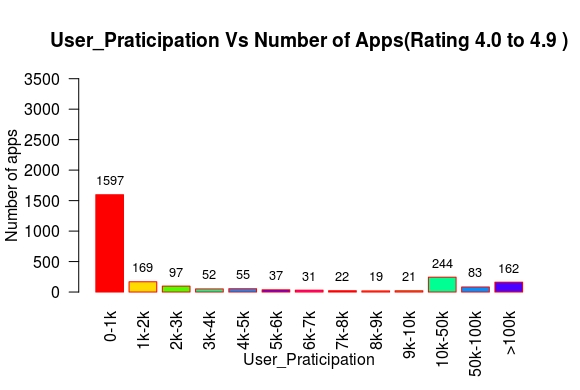 User_Praticipation Vs Number of Apps(Rating 4.0 to 4.9 )
Number of apps
3500
3000
2500
2000
1500
1000
500
0
1597
169
97
52
55
37
31
22
19
21
244
83
162
0-1k
1k-2k
2k-3k
3k-4k
4k-5k
5k-6k
6k-7k
7k-8k
8k-9k
9k-10k
10k-50k
50k-100k
>100k
User_Praticipation